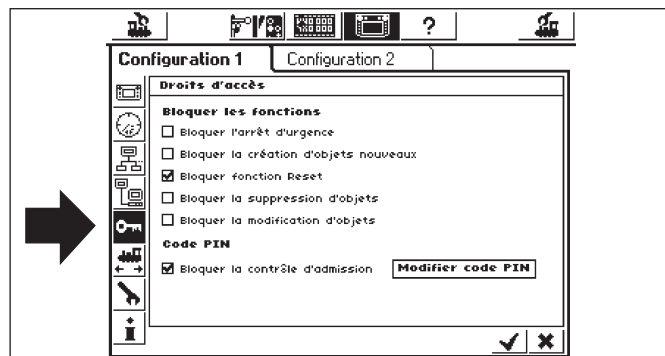 ?
Configuration 1
Configuration 2
Droits d'accès
Bloquer les fonctions
Bloquer l'arrêt d'urgence
Bloquer la création d'objets nouveaux
Bloquer fonction Reset
Bloquer la suppression d'objets
Bloquer la modification d'objets
Code PIN
Bloquer la contrôle d'admission
Modifier code PIN
i